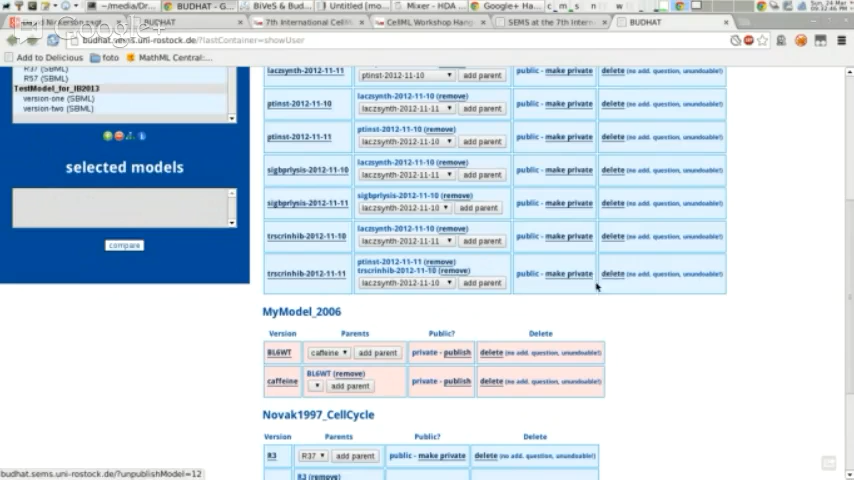 BUDHAT - G...
BiVeS & Bud...
Untitled [mo...
Mixer - HDA ...
Google+ Ha...
Sun, 24 Mar
BUDHAT
7th International CellM...
CellML Workshop Hang...
SEMS at the 7th Intern...
BUDHAT
Google+
budhat.sems.uni-rostock.de/?lastContainer=showUser
Add to Delicious
foto
MathML Central:...
R37 (SBML)
R57 (SBML)
TestModel_for_IB2013
version-one (SBML)
version-two (SBML)
selected models
compare
laczsynth-2012-11-11
ptinst-2012-11-10
add parent
public - make private
delete (no add. question, unundoable!)
ptinst-2012-11-10
laczsynth-2012-11-10 (remove)
laczsynth-2012-11-11
add parent
public - make private
delete (no add. question, unundoable!)
ptinst-2012-11-11
ptinst-2012-11-10 (remove)
laczsynth-2012-11-10
add parent
public - make private
delete (no add. question, unundoable!)
sigbprlysis-2012-11-10
laczsynth-2012-11-10 (remove)
laczsynth-2012-11-11
add parent
public - make private
delete (no add. question, unundoable!)
sigbprlysis-2012-11-11
sigbprlysis-2012-11-10 (remove)
laczsynth-2012-11-10
add parent
public - make private
delete (no add. question, unundoable!)
trscrinhib-2012-11-10
laczsynth-2012-11-10 (remove)
laczsynth-2012-11-11
add parent
public - make private
delete (no add. question, unundoable!)
trscrinhib-2012-11-11
ptinst-2012-11-11 (remove)
trscrinhib-2012-11-10 (remove)
laczsynth-2012-11-10
add parent
public - make private
delete (no add. question, unundoable!)
MyModel_2006
Version Parents Public? Delete
BL6WT
caffeine
add parent
private - publish
delete (no add. question, unundoable!)
caffeine
BL6WT (remove)
add parent
private - publish
delete (no add. question, unundoable!)
Novak1997_CellCycle
Version Parents Public? Delete
R3
R37
add parent
public - make private
delete (no add. question, unundoable!)
R3 (remove)
budhat.sems.uni-rostock.de/?unpublishModel=12